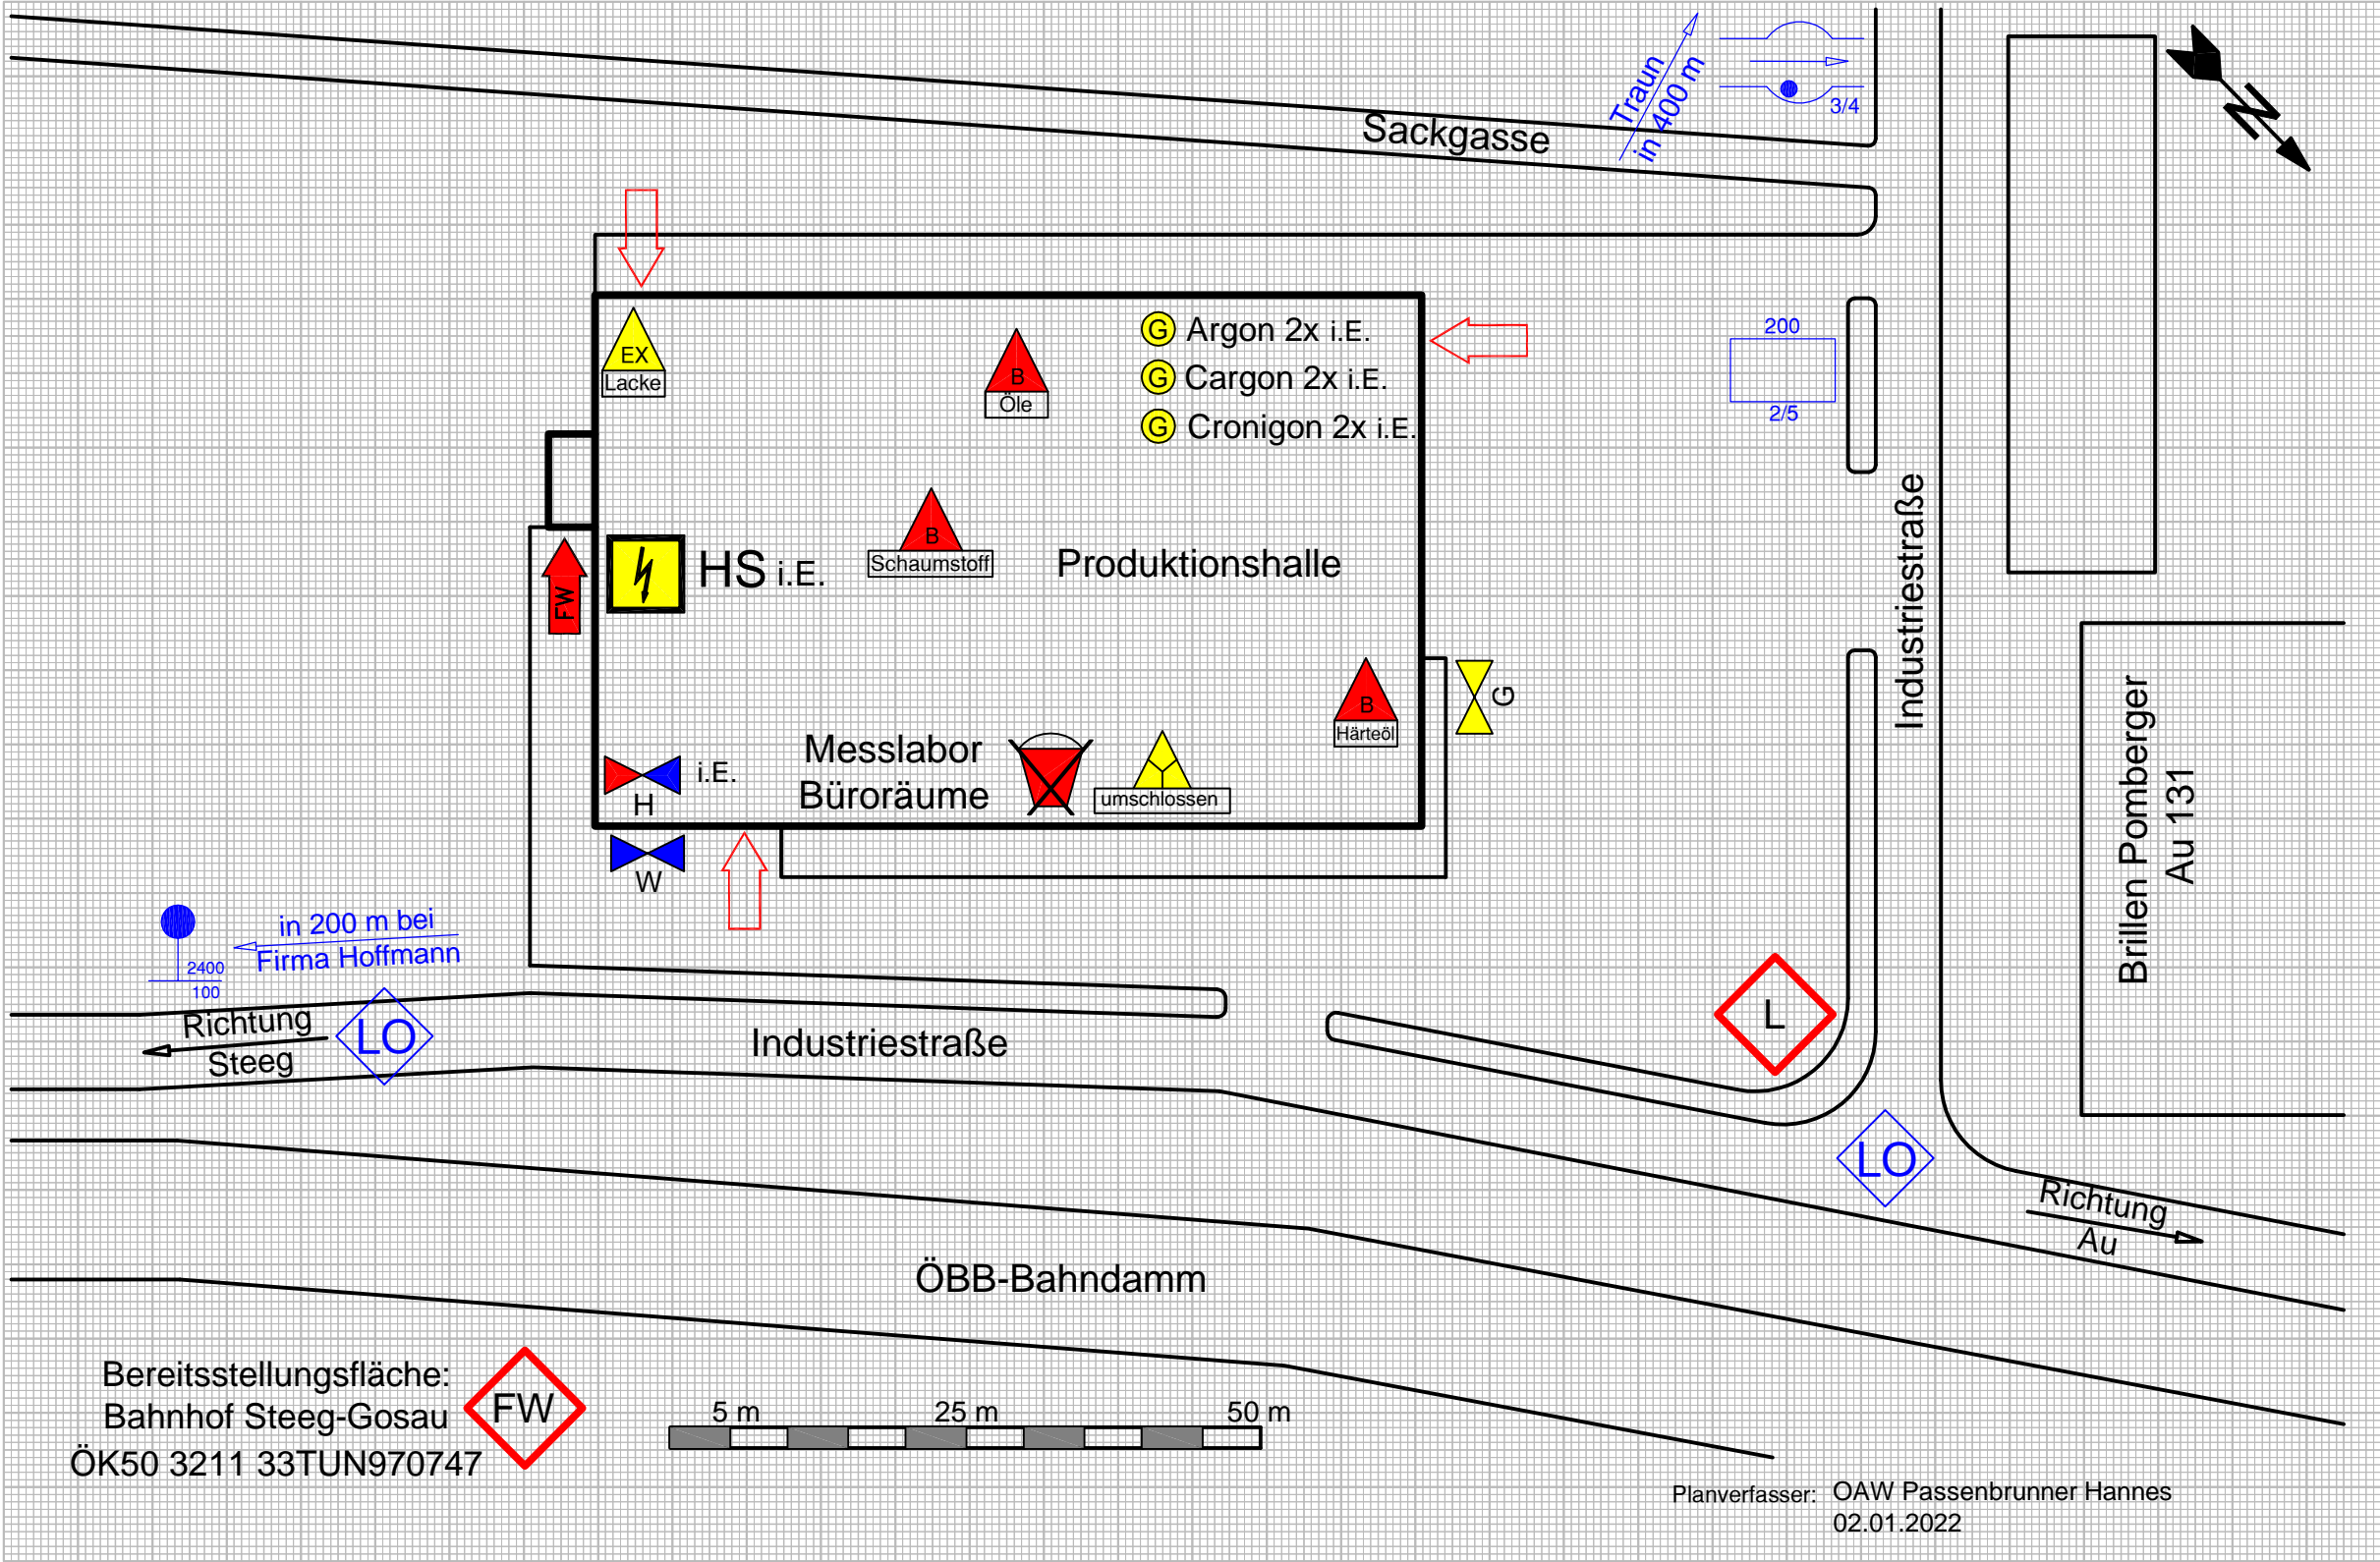 Traun
in 400 m
3/4
N
Sackgasse
EX
Lacke
B
Öle
G Argon 2x i.E.
G Cargon 2x i.E.
G Cronigon 2x i.E.
200
2/5
FW
HS i.E.
B
Schaumstoff
Produktionshalle
Industriestraße
B
Härteöl
G
Messlabor
Büroräume
umschlossen
i.E.
H
W
Brillen Pomberger
Au 131
in 200 m bei
Firma Hoffmann
2400
100
Richtung
Steeg
LO
Industriestraße
L
LO
Richtung
Au
ÖBB-Bahndamm
Bereitsstellungsfläche:
Bahnhof Steeg-Gosau
ÖK50 3211 33TUN970747
FW
5 m 25 m 50 m
Planverfasser: OAW Passenbrunner Hannes
02.01.2022